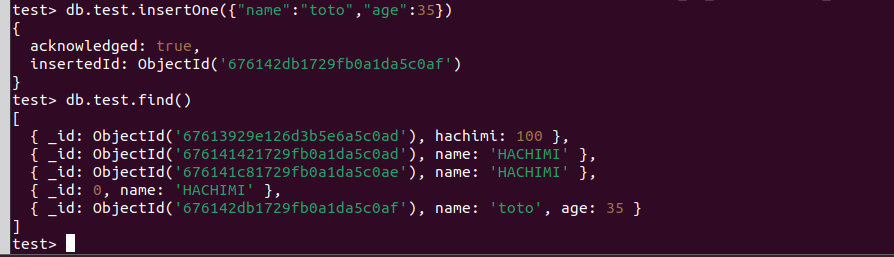 test> db.test.insertOne({"name":"toto","age":35})
{
  acknowledged: true,
  insertedId: ObjectId('676142db1729fb0a1da5c0af')
}
test> db.test.find()
[
  { _id: ObjectId('67613929e126d3b5e6a5c0ad'), hachimi: 100 },
  { _id: ObjectId('676141421729fb0a1da5c0ad'), name: 'HACHIMI' },
  { _id: ObjectId('676141c81729fb0a1da5c0ae'), name: 'HACHIMI' },
  { _id: 0, name: 'HACHIMI' },
  { _id: ObjectId('676142db1729fb0a1da5c0af'), name: 'toto', age: 35 }
]
test>